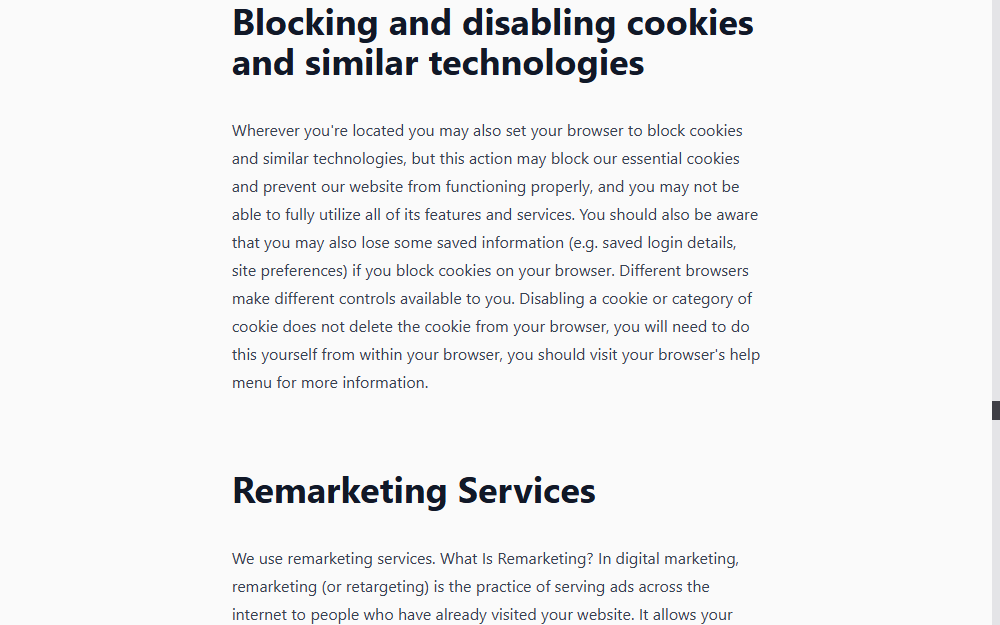 Blocking and disabling cookies
and similar technologies
Wherever you're located you may also set your browser to block cookies
and similar technologies, but this action may block our essential cookies
and prevent our website from functioning properly, and you may not be
able to fully utilize all of its features and services. You should also be aware
that you may also lose some saved information (e.g. saved login details,
site preferences) if you block cookies on your browser. Different browsers
make different controls available to you. Disabling a cookie or category of
cookie does not delete the cookie from your browser, you will need to do
this yourself from within your browser, you should visit your browser's help
menu for more information.
Remarketing Services
We use remarketing services. What Is Remarketing? In digital marketing,
remarketing (or retargeting) is the practice of serving ads across the
internet to people who have already visited your website. It allows your